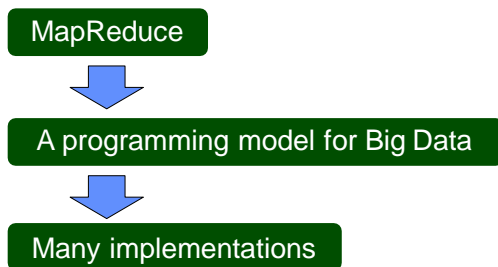 MapReduce
A programming model for Big Data
Many implementations